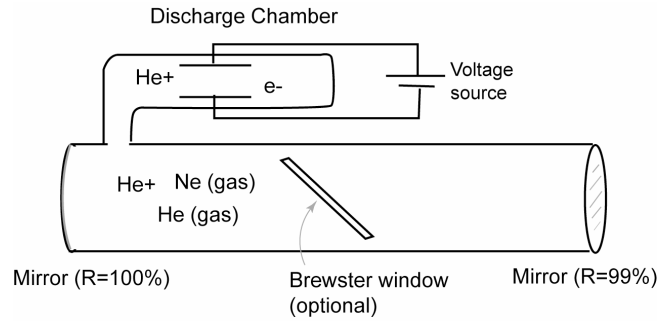 Discharge Chamber
He+
e-
Voltage
source
He+
Ne (gas)
He (gas)
Mirror (R=100%)
Brewster window
(optional)
Mirror (R=99%)